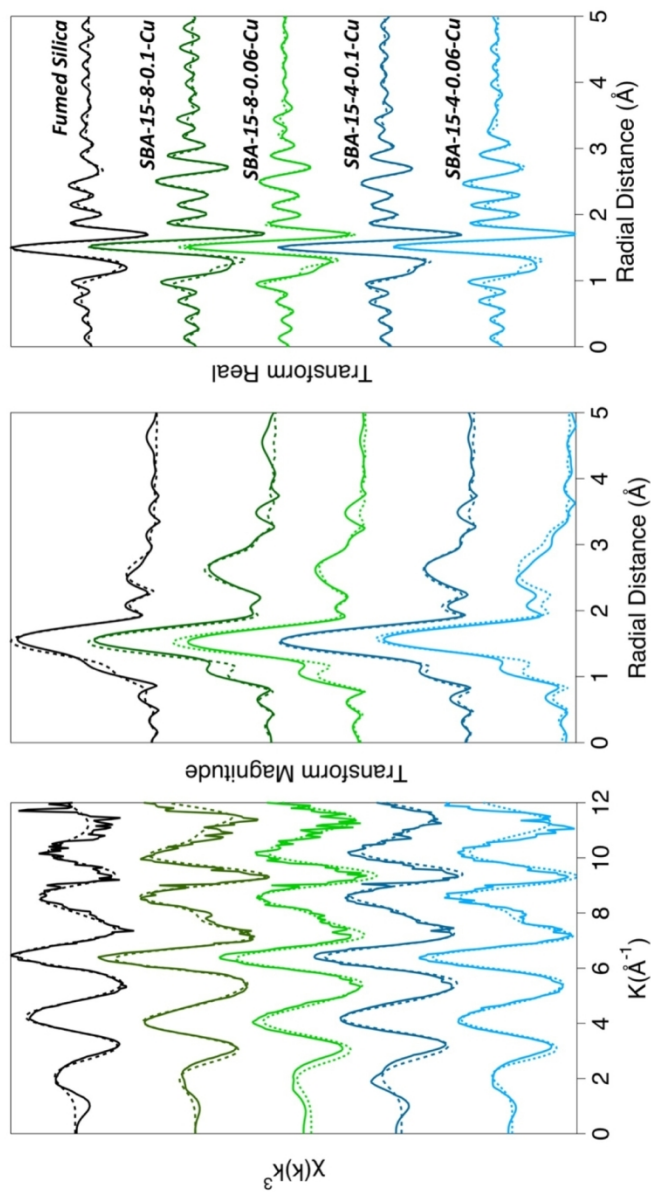 χ(k)k³
0 2 4 6 8 10 12
K(Å⁻¹)
Transform Magnitude
0 1 2 3 4 5
Radial Distance (Å)
Transform Real
Fumed Silica
SBA-15-8-0.1-Cu
SBA-15-8-0.06-Cu
SBA-15-4-0.1-Cu
SBA-15-4-0.06-Cu
0 1 2 3 4 5
Radial Distance (Å)